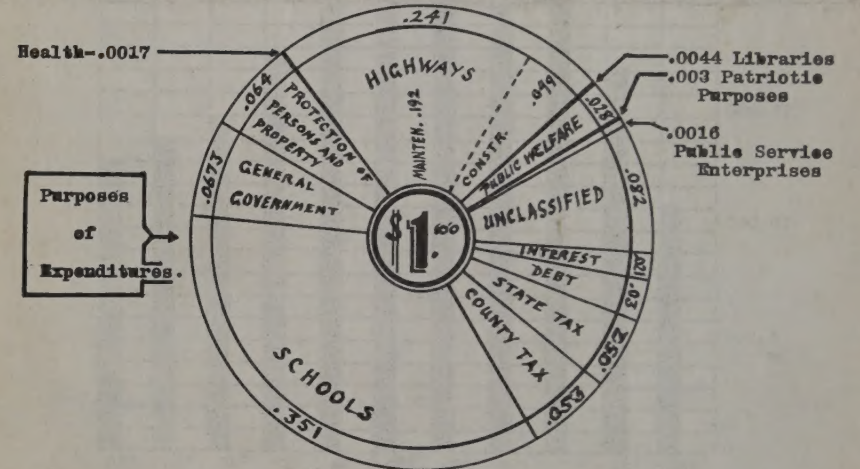 .241
Health-.0017
HIGHWAYS
MAINTEN. .192
CONSTR.
.049
.0044 Libraries
.003 Patriotic
Purposes
.0016
Public Service
Enterprises
.064
PROTECTION OF
PERSONS AND
PROPERTY
.028
PUBLIC WELFARE
.0673
GENERAL
GOVERNMENT
.082
UNCLASSIFIED
Purposes
of
Expenditures.
$1.00
INTEREST
.021
DEBT
.03
STATE TAX
.052
COUNTY TAX
.053
SCHOOLS
.351